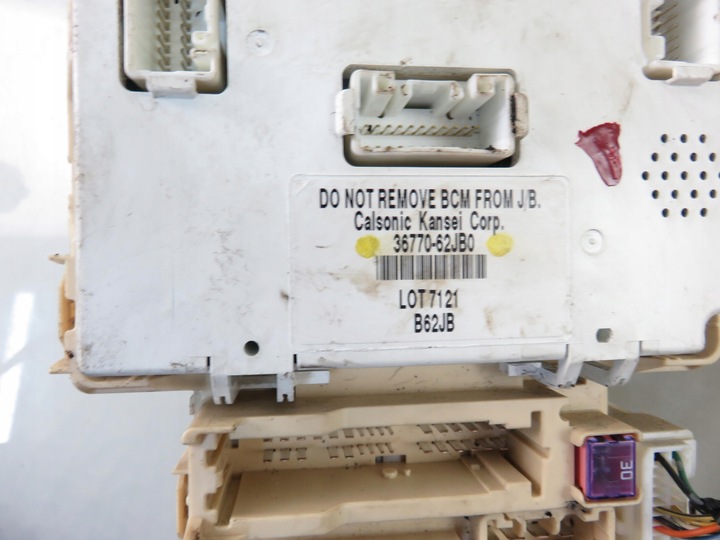 DO NOT REMOVE BCM FROM J/B.
Calsonic Kansei Corp.
36770-62JB0
LOT 7121
B62JB
30